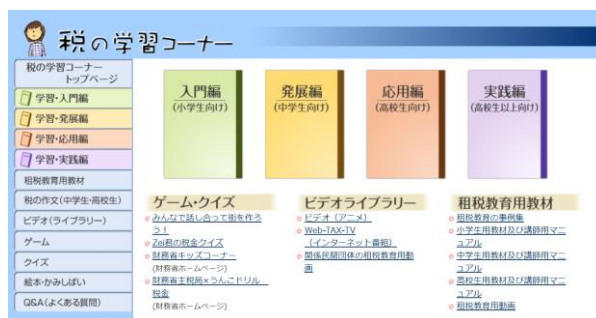 税の学習コーナー
税の学習コーナー
トップページ
学習・入門編
学習・発展編
学習・応用編
学習・実践編
租税教育用教材
税の作文(中学生・高校生)
ビデオ(ライブラリー)
ゲーム
クイズ
絵本・かみしばい
Q&A(よくある質問)
入門編
(小学生向け)
発展編
(中学生向け)
応用編
(高校生向け)
実践編
(高校生以上向け)
ゲーム・クイズ
みんなで話し合って街を作ろ
う!
Zei君の税金クイズ
財務省キッズコーナー
(財務省ホームページ)
財務省主税局×うんこドリル
税金
(財務省ホームページ)
ビデオライブラリー
ビデオ(アニメ)
Web-TAX-TV
(インターネット番組)
関係民間団体の租税教育用動
画
租税教育用教材
租税教育の事例集
小学生用教材及び講師用マニ
ュアル
中学生用教材及び講師用マニ
ュアル
高校生用教材及び講師用マニ
ュアル
租税教育用動画